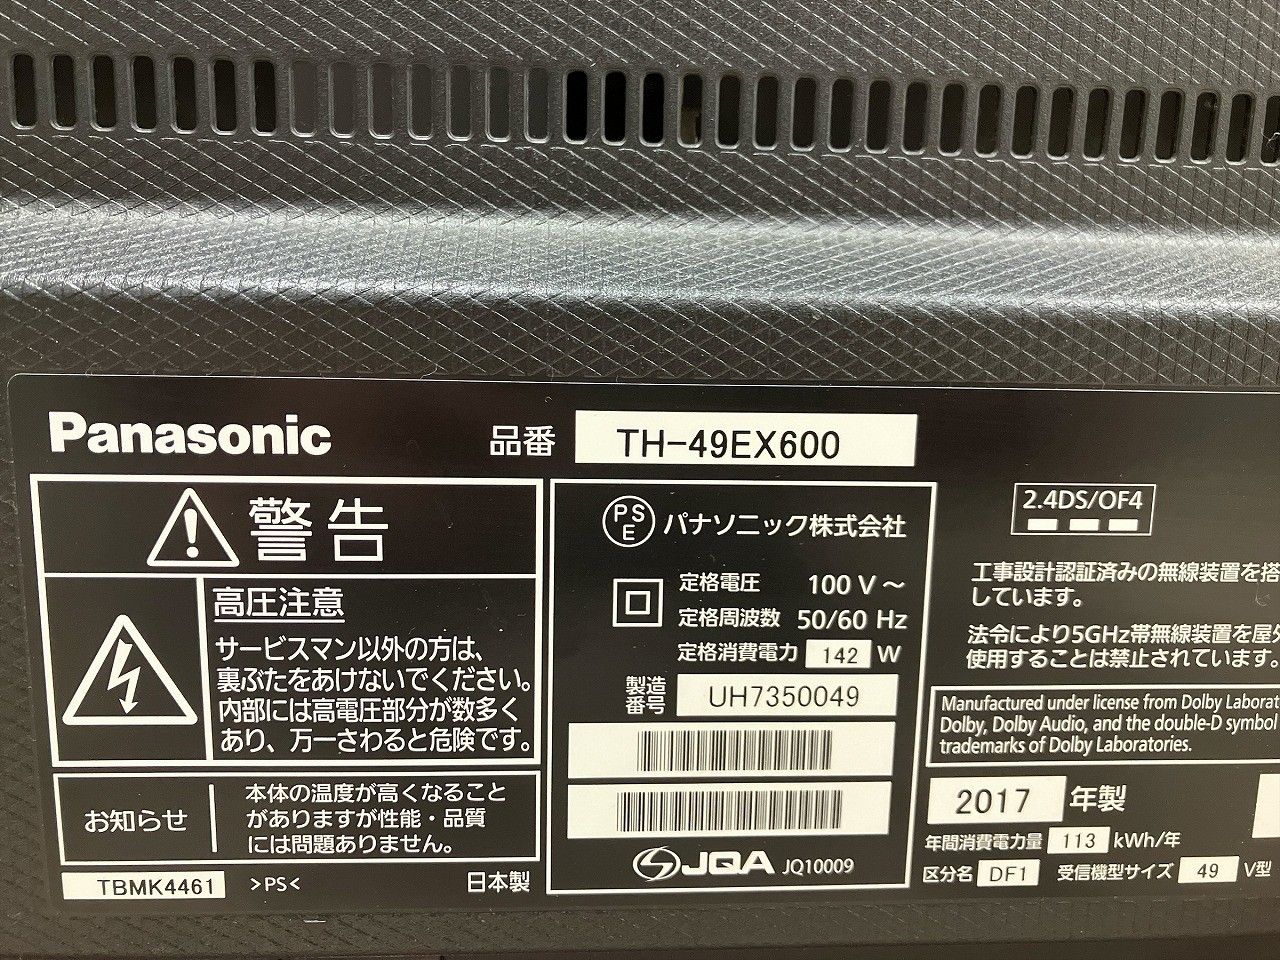 Panasonic
品番 TH-49EX600
警告
高圧注意
サービスマン以外の方は、
裏ぶたをあけないでください。
内部には高電圧部分が数多く
あり、万一さわると危険です。
お知らせ
本体の温度が高くなること
がありますが性能・品質
には問題ありません。
TBMK4461 >PS< 日本製
PSE パナソニック株式会社
定格電圧 100 V ～
定格周波数 50/60 Hz
定格消費電力 142 W
製造番号 UH7350049
JQA JQ10009
2.4DS/OF4
工事設計認証済みの無線装置を搭
しています。
法令により5GHz帯無線装置を屋外
使用することは禁止されています。
Manufactured under license from Dolby Laborat
Dolby, Dolby Audio, and the double-D symbol
trademarks of Dolby Laboratories.
2017 年製
年間消費電力量 113 kWh/年
区分名 DF1 受信機型サイズ 49 V型